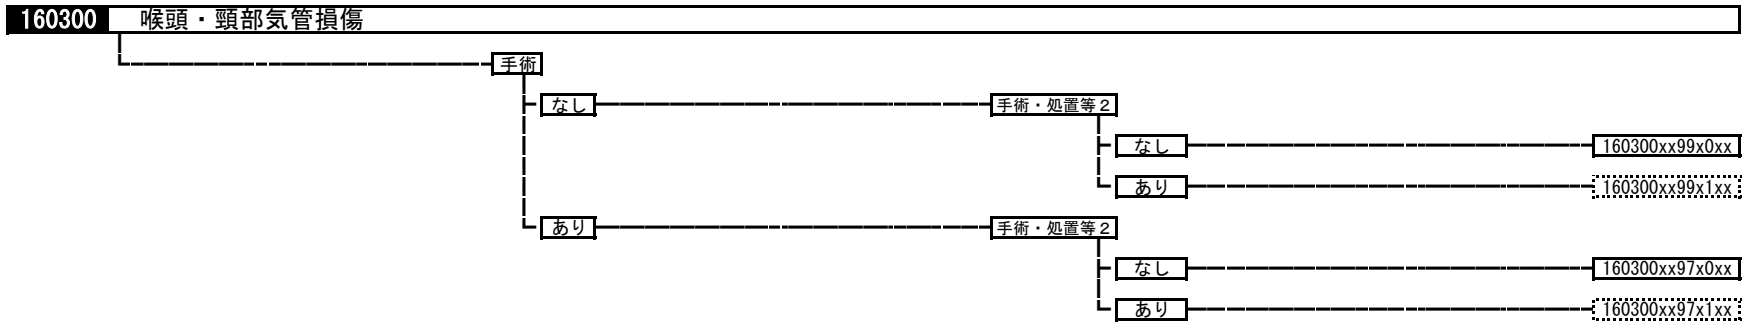 160300 喉頭・頸部気管損傷
手術
なし 手術・処置等２
なし 160300xx99x0xx
あり 160300xx99x1xx
あり 手術・処置等２
なし 160300xx97x0xx
あり 160300xx97x1xx